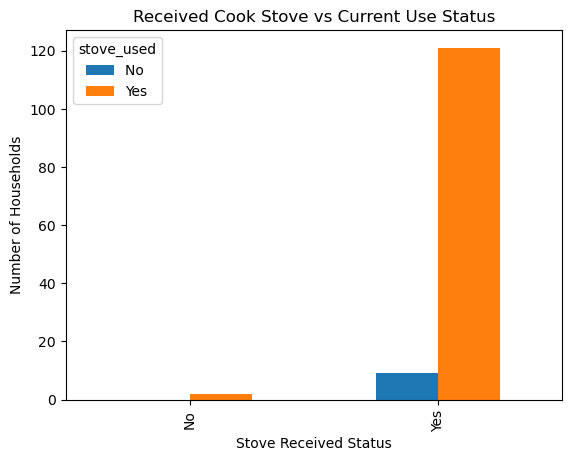 Received Cook Stove vs Current Use Status
stove_used
No
Yes
120
100
80
60
40
20
0
Number of Households
No
Yes
Stove Received Status